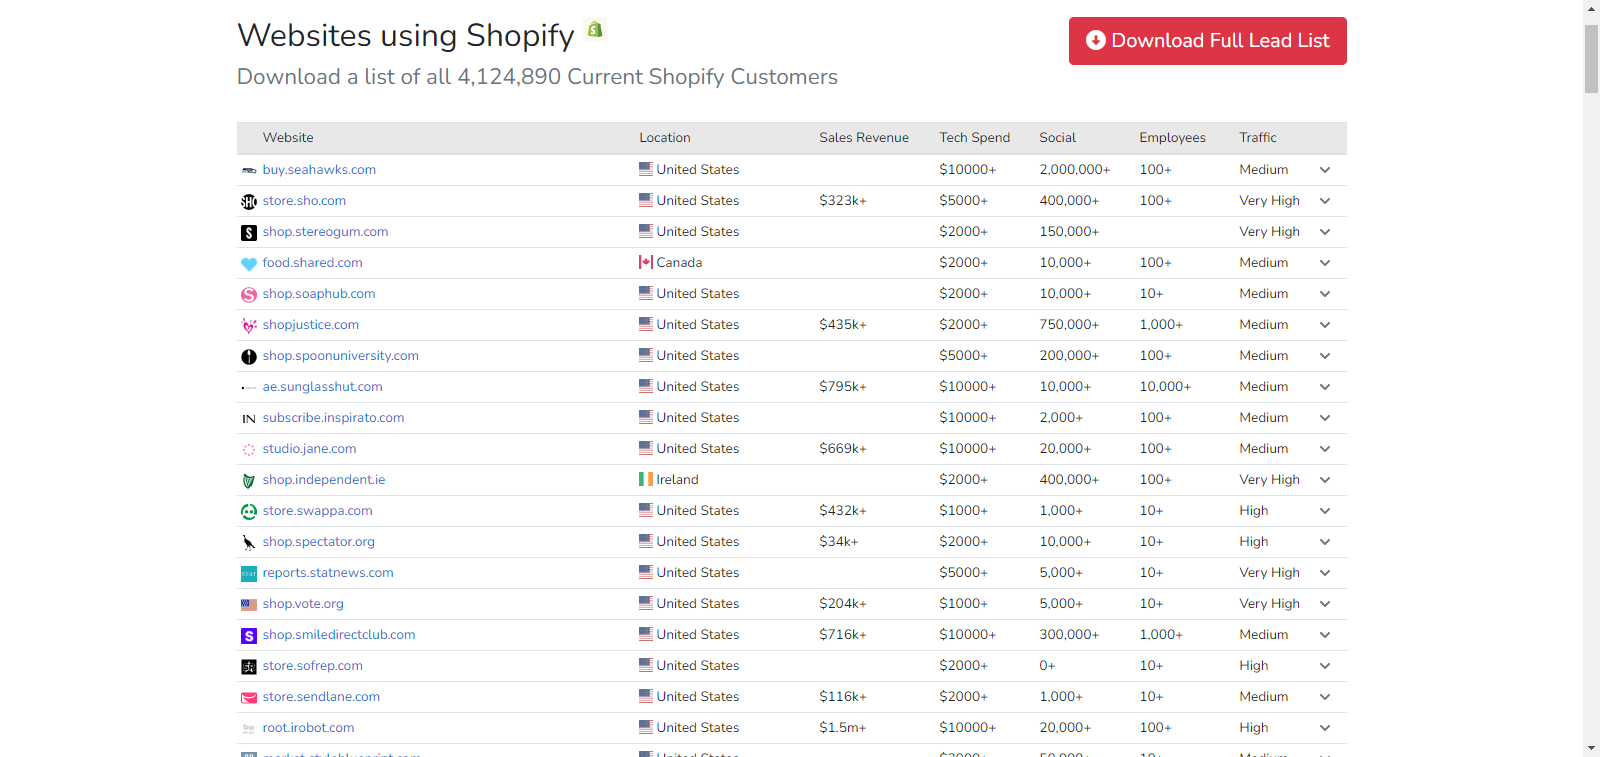 Websites using Shopify
Download Full Lead List
Download a list of all 4,124,890 Current Shopify Customers
Website Location Sales Revenue Tech Spend Social Employees Traffic
buy.seahawks.com United States $10000+ 2,000,000+ 100+ Medium
store.sho.com United States $323k+ $5000+ 400,000+ 100+ Very High
shop.stereogum.com United States $2000+ 150,000+ Very High
food.shared.com Canada $2000+ 10,000+ 100+ Medium
shop.soaphub.com United States $2000+ 10,000+ 10+ Medium
shopjustice.com United States $435k+ $2000+ 750,000+ 1,000+ Medium
shop.spoonuniversity.com United States $5000+ 200,000+ 100+ Medium
ae.sunglasshut.com United States $795k+ $10000+ 10,000+ 10,000+ Medium
IN subscribe.inspirato.com United States $10000+ 2,000+ 100+ Medium
studio.jane.com United States $669k+ $10000+ 20,000+ 100+ Medium
shop.independent.ie Ireland $2000+ 400,000+ 100+ Very High
store.swappa.com United States $432k+ $1000+ 1,000+ 10+ High
shop.spectator.org United States $34k+ $2000+ 10,000+ 10+ High
STAT reports.statnews.com United States $5000+ 5,000+ 10+ Very High
shop.vote.org United States $204k+ $1000+ 5,000+ 10+ Very High
S shop.smiledirectclub.com United States $716k+ $10000+ 300,000+ 1,000+ Medium
store.sofrep.com United States $2000+ 0+ 10+ High
store.sendlane.com United States $116k+ $2000+ 1,000+ 10+ Medium
root.irobot.com United States $1.5m+ $10000+ 20,000+ 100+ High